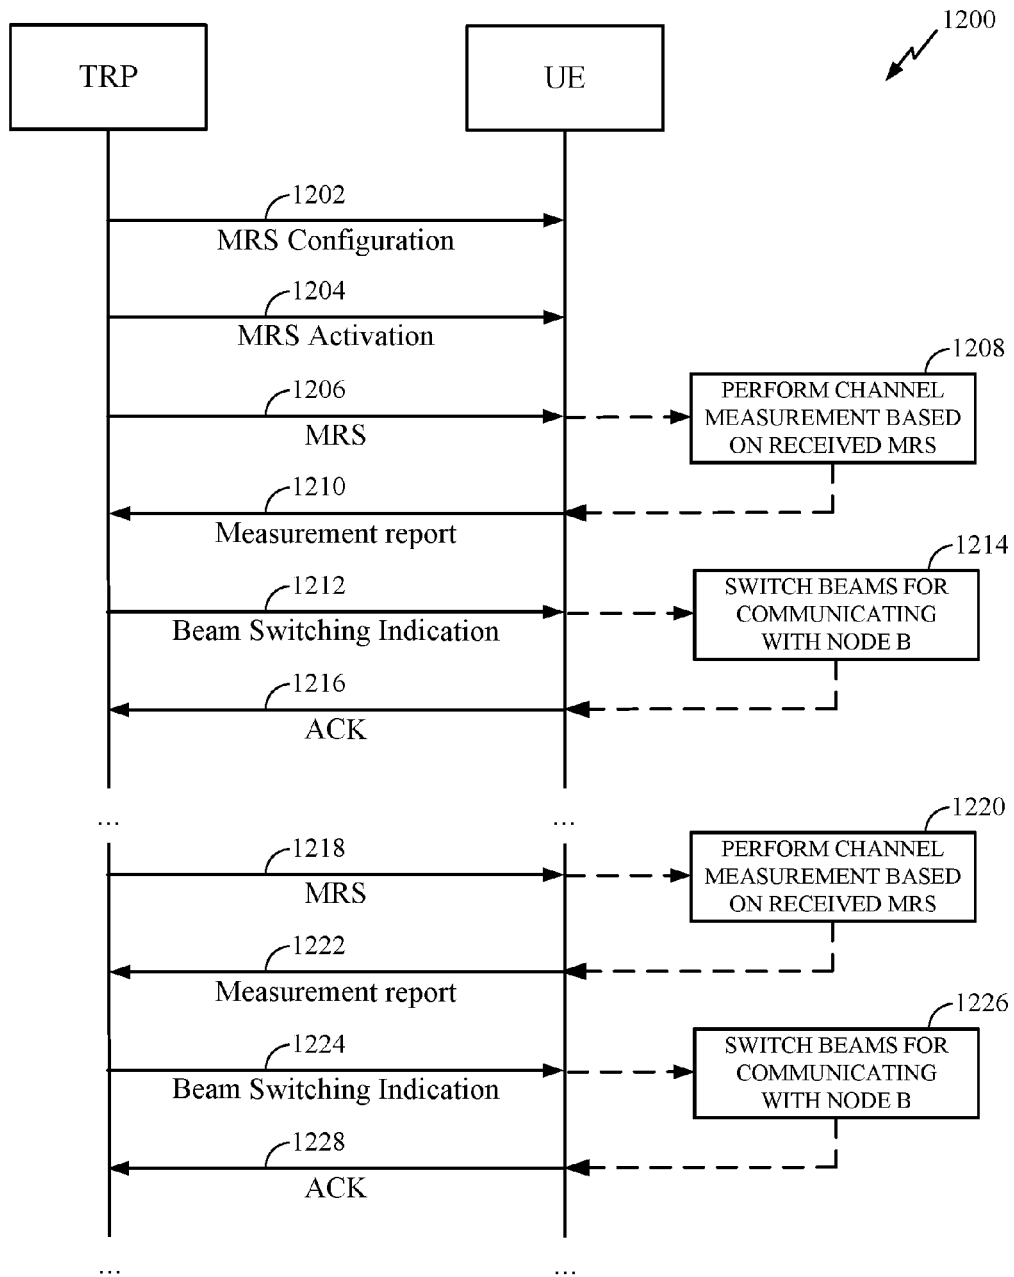 1200
TRP
UE
1202
MRS Configuration
1204
MRS Activation
1206
MRS
1208
PERFORM CHANNEL
MEASUREMENT BASED
ON RECEIVED MRS
1210
Measurement report
1212
Beam Switching Indication
1214
SWITCH BEAMS FOR
COMMUNICATING
WITH NODE B
1216
ACK
...
...
1218
MRS
1220
PERFORM CHANNEL
MEASUREMENT BASED
ON RECEIVED MRS
1222
Measurement report
1224
Beam Switching Indication
1226
SWITCH BEAMS FOR
COMMUNICATING
WITH NODE B
1228
ACK
...
...